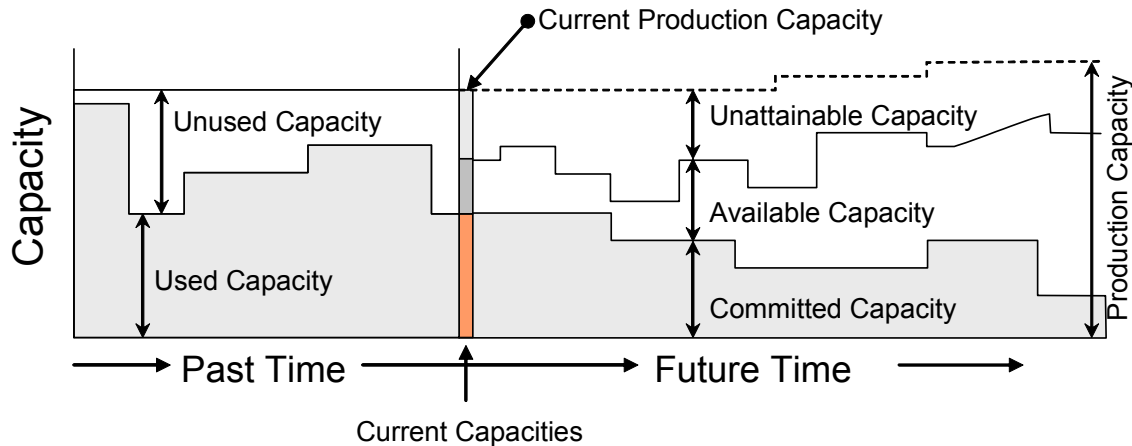 Current Production Capacity
Unused Capacity
Unattainable Capacity
Capacity
Production Capacity
Available Capacity
Used Capacity
Committed Capacity
Past Time
Future Time
Current Capacities